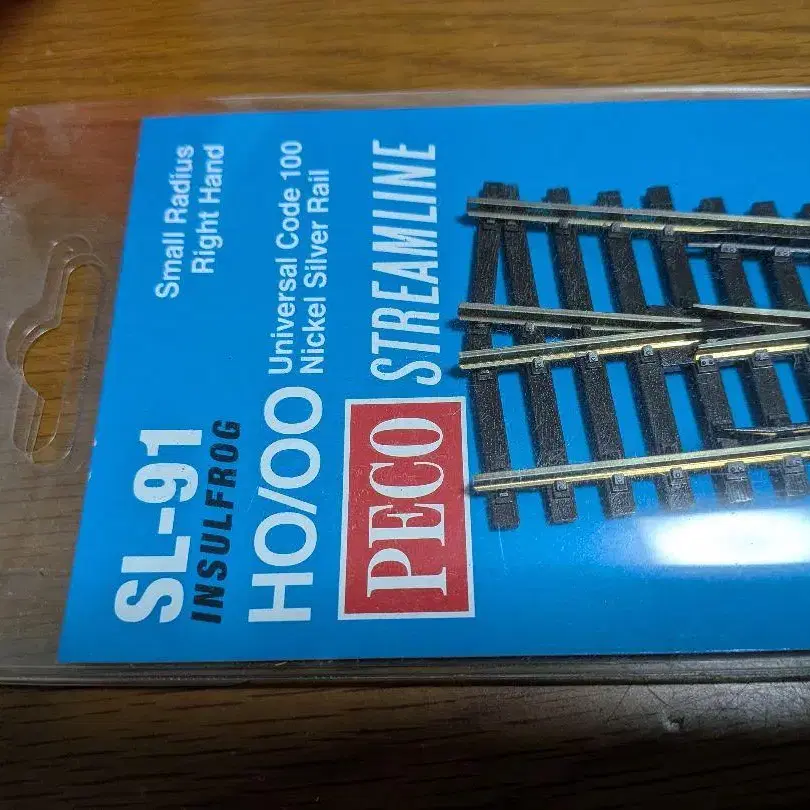 SL-91
INSULFROG
Small Radius
Right Hand
HO/OO
Universal Code 100
Nickel Silver Rail
PECO
STREAMLINE